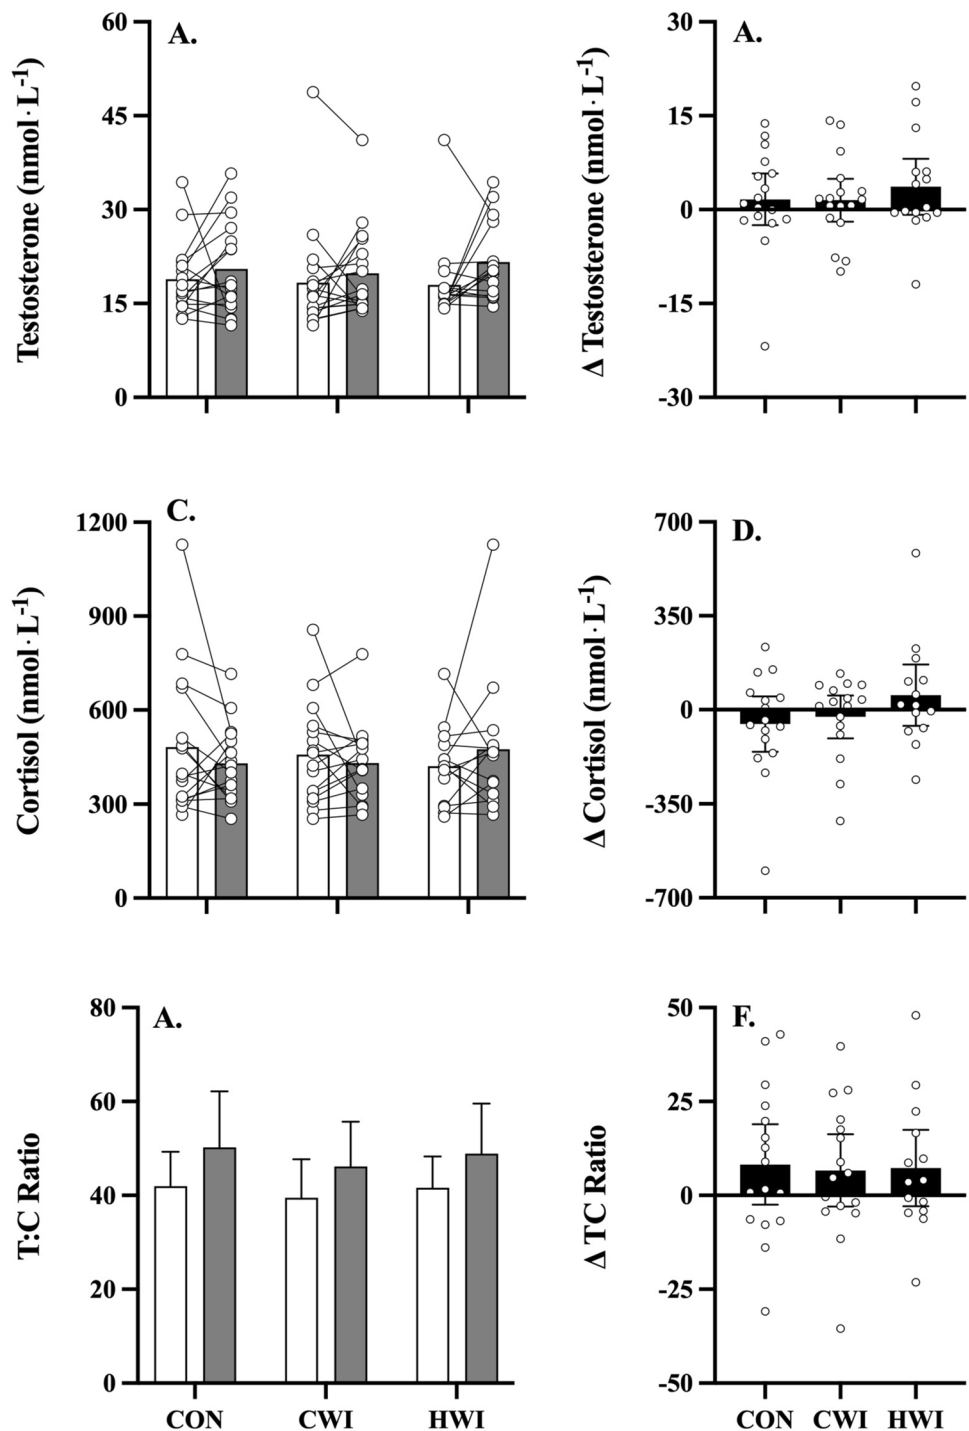 A.
60
45
30
15
0
Testosterone (nmol·L-1)
A.
30
15
0
-15
-30
Δ Testosterone (nmol·L-1)
C.
1200
900
600
300
0
Cortisol (nmol·L-1)
D.
700
350
0
-350
-700
Δ Cortisol (nmol·L-1)
A.
80
60
40
20
0
T:C Ratio
CON CWI HWI
F.
50
25
0
-25
-50
Δ TC Ratio
CON CWI HWI